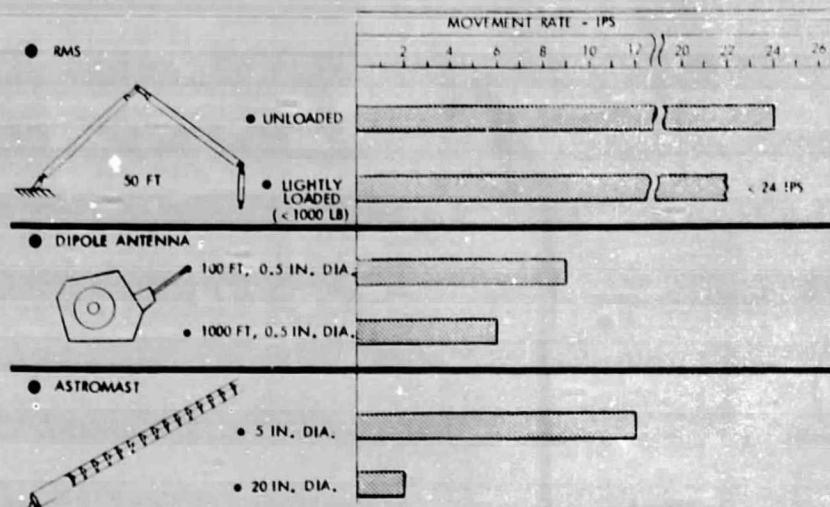 MOVEMENT RATE - IPS
2 4 6 8 10 12 20 22 24 26
● RMS
• UNLOADED
50 FT
• LIGHTLY
LOADED
(< 1000 LB)
< 24 IPS
● DIPOLE ANTENNA
• 100 FT, 0.5 IN. DIA.
• 1000 FT, 0.5 IN. DIA.
● ASTROMAST
• 5 IN. DIA.
• 20 IN. DIA.